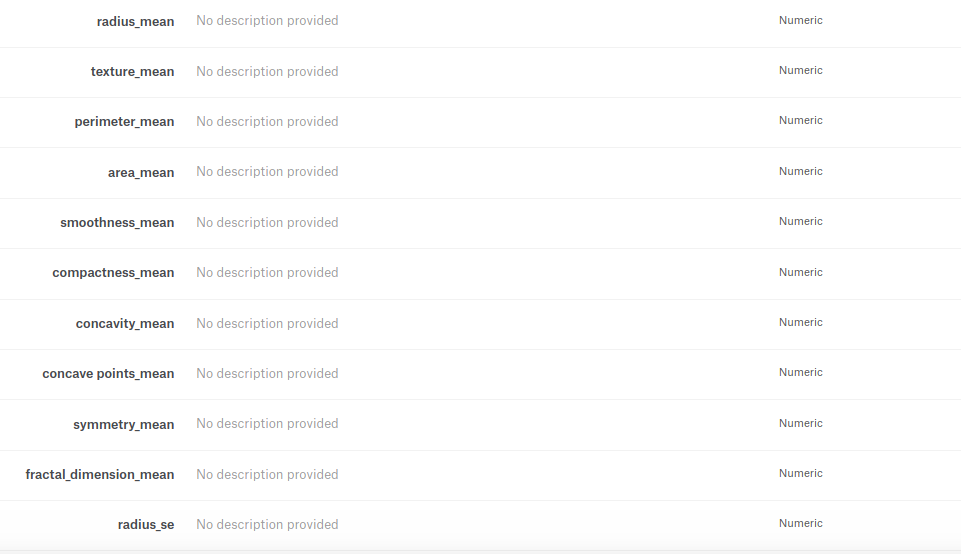 radius_mean No description provided Numeric
texture_mean No description provided Numeric
perimeter_mean No description provided Numeric
area_mean No description provided Numeric
smoothness_mean No description provided Numeric
compactness_mean No description provided Numeric
concavity_mean No description provided Numeric
concave points_mean No description provided Numeric
symmetry_mean No description provided Numeric
fractal_dimension_mean No description provided Numeric
radius_se No description provided Numeric